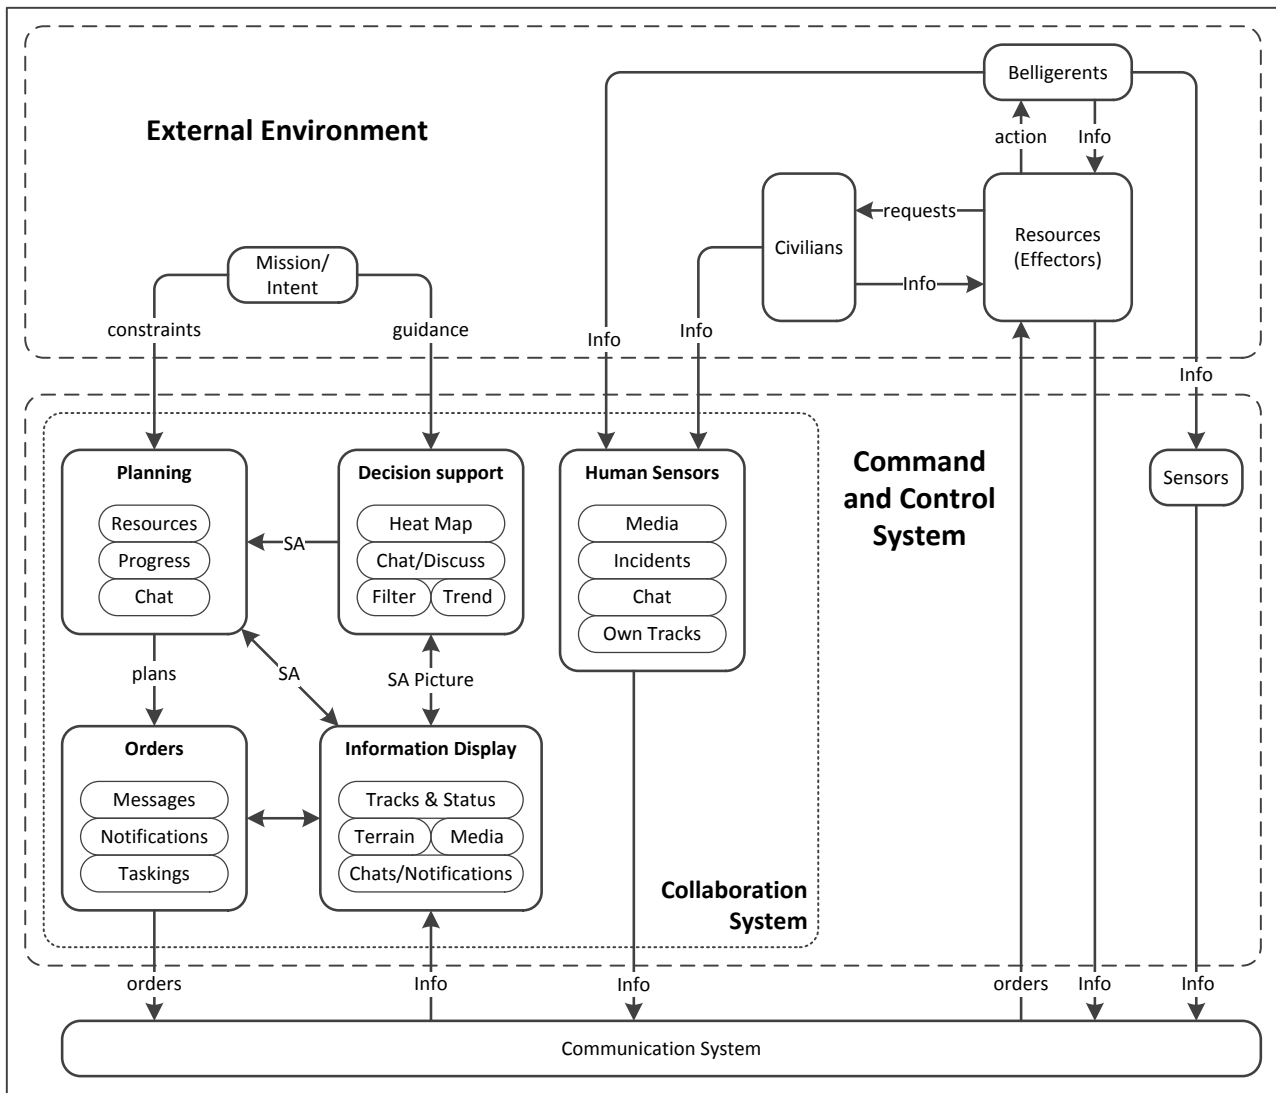 Belligerents
External Environment
action
Info
requests
Civilians
Resources
(Effectors)
Mission/
Intent
Info
constraints
guidance
Info
Info
Info
Planning
Resources
Progress
Chat
Decision support
Heat Map
Chat/Discuss
Filter
Trend
Human Sensors
Media
Incidents
Chat
Own Tracks
Command
and Control
System
Sensors
SA
plans
SA
SA Picture
Orders
Messages
Notifications
Taskings
Information Display
Tracks & Status
Terrain
Media
Chats/Notifications
Collaboration
System
orders
Info
Info
orders
Info
Info
Communication System